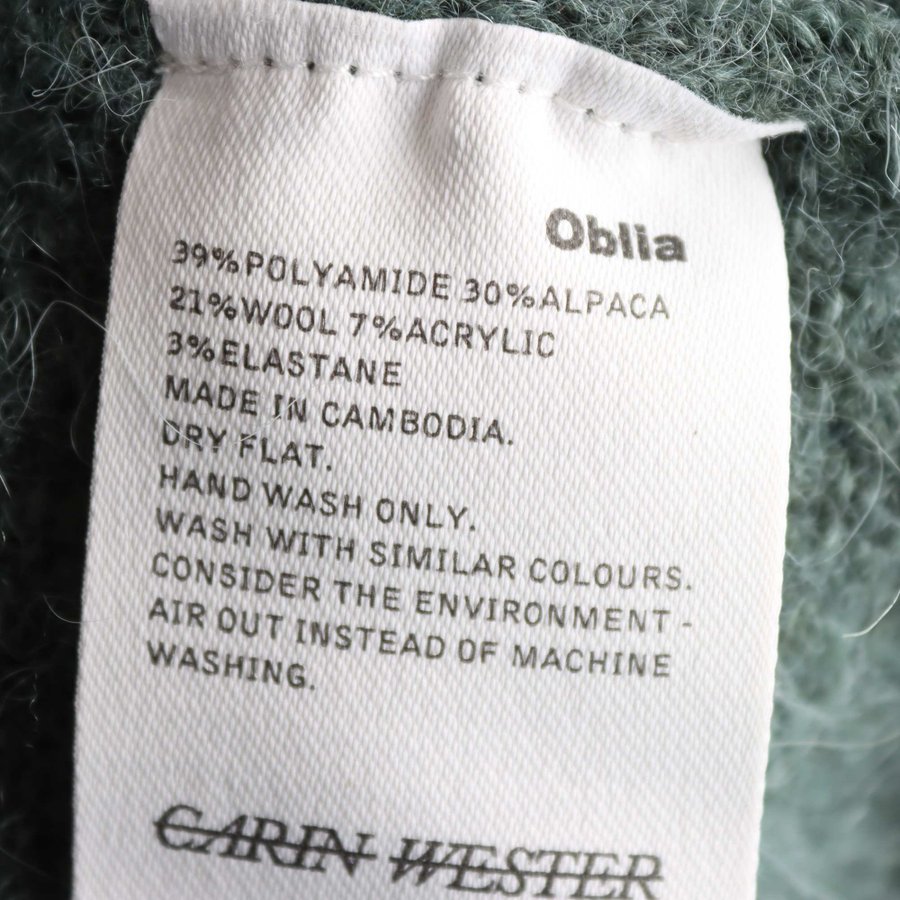 Oblia
39%POLYAMIDE 30%ALPACA
21%WOOL 7%ACRYLIC
3%ELASTANE
MADE IN CAMBODIA.
DRY FLAT.
HAND WASH ONLY.
WASH WITH SIMILAR COLOURS.
CONSIDER THE ENVIRONMENT -
AIR OUT INSTEAD OF MACHINE
WASHING.
CARIN WESTER